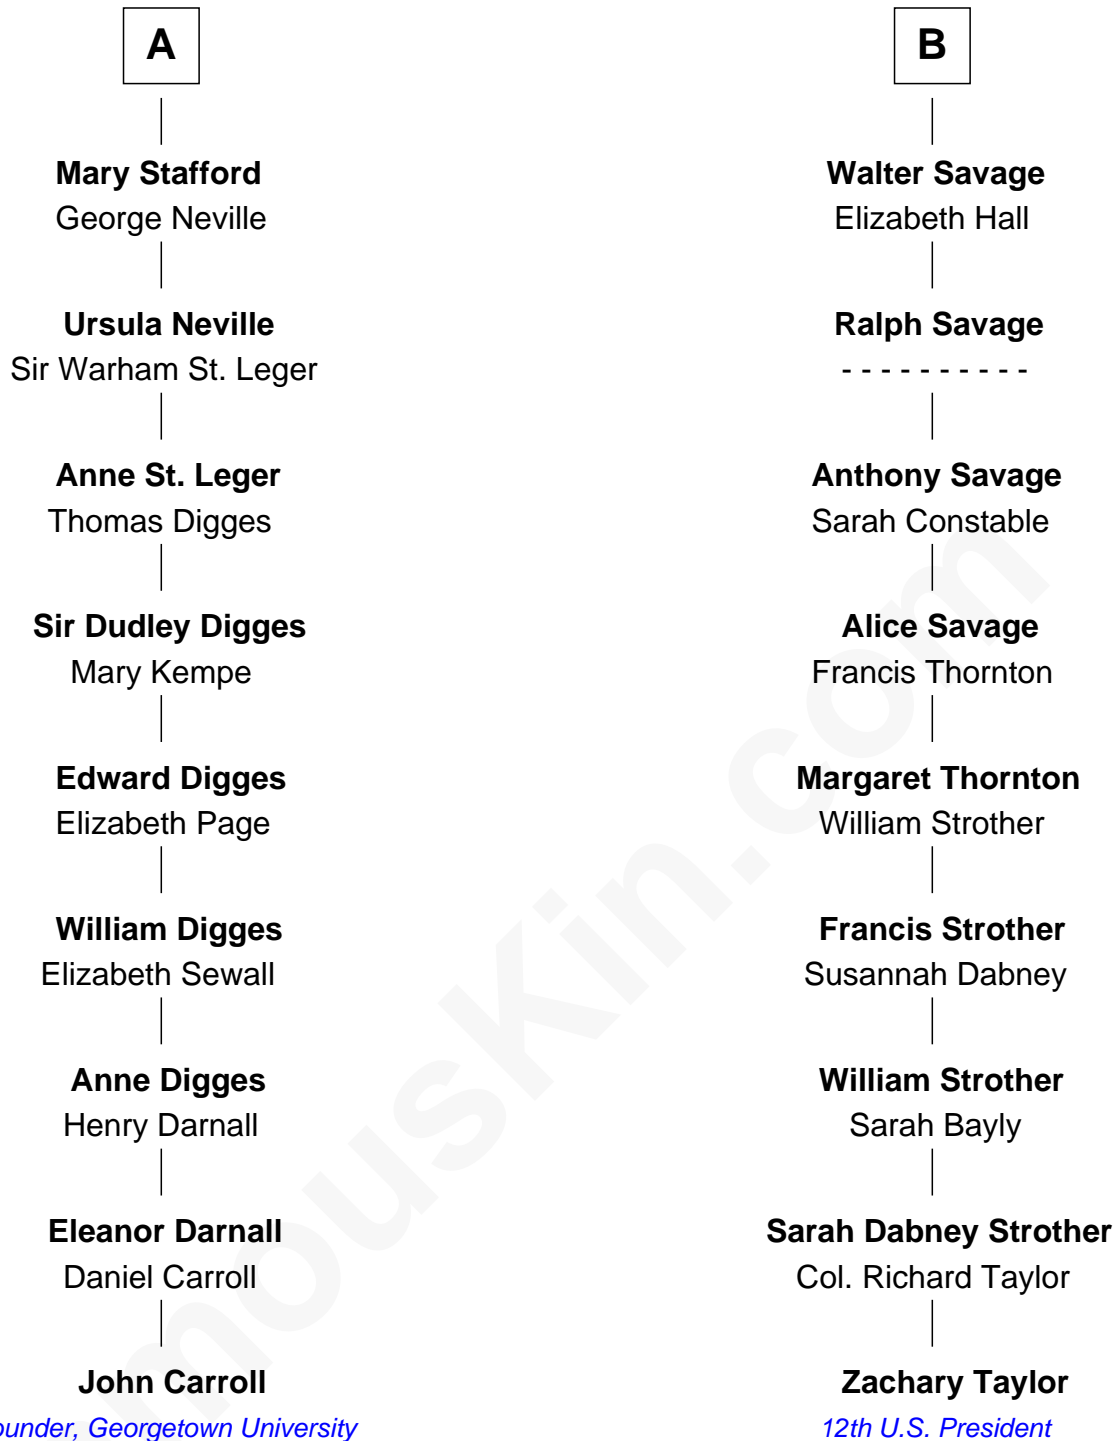 A
Mary Stafford
George Neville
Ursula Neville
Sir Warham St. Leger
Anne St. Leger
Thomas Digges
Sir Dudley Digges
Mary Kempe
Edward Digges
Elizabeth Page
William Digges
Elizabeth Sewall
Anne Digges
Henry Darnall
Eleanor Darnall
Daniel Carroll
John Carroll
ounder, Georgetown University
B
Walter Savage
Elizabeth Hall
Ralph Savage
- - - - - - - - - -
Anthony Savage
Sarah Constable
Alice Savage
Francis Thornton
Margaret Thornton
William Strother
Francis Strother
Susannah Dabney
William Strother
Sarah Bayly
Sarah Dabney Strother
Col. Richard Taylor
Zachary Taylor
12th U.S. President
mouskin.com